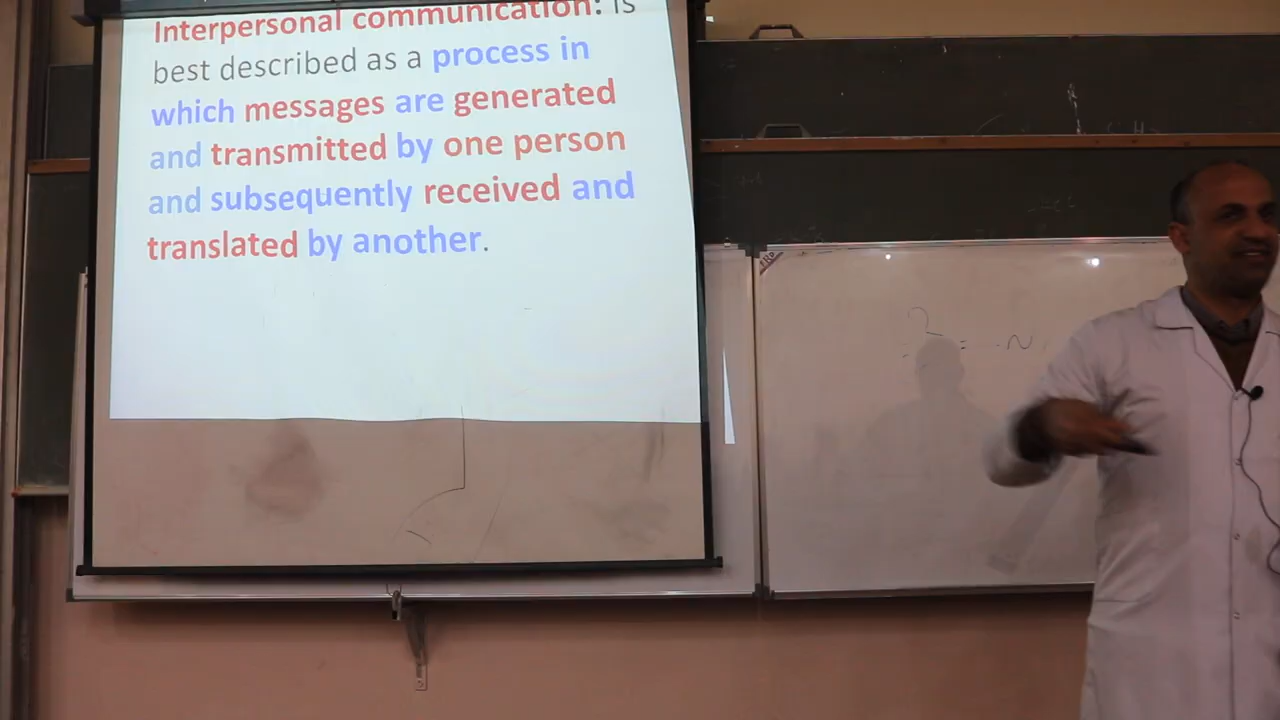 Interpersonal communication: is
best described as a process in
which messages are generated
and transmitted by one person
and subsequently received and
translated by another.